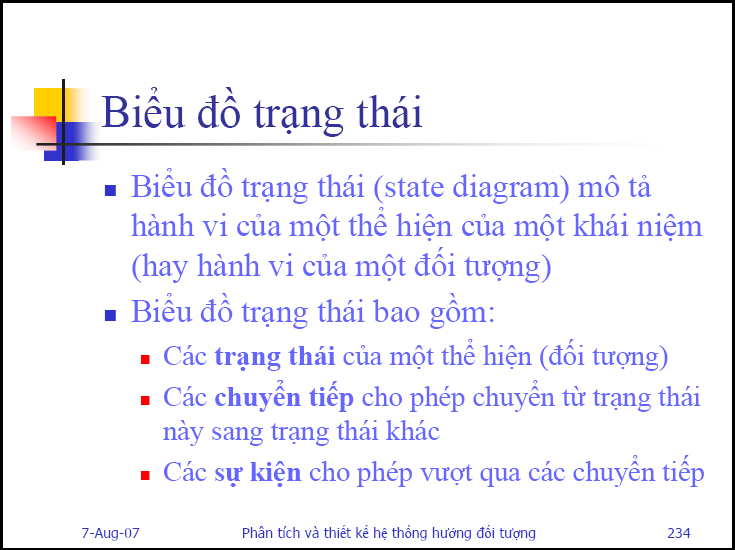 Biểu đồ trạng thái
Biểu đồ trạng thái (state diagram) mô tả
hành vi của một thể hiện của một khái niệm
(hay hành vi của một đối tượng)
Biểu đồ trạng thái bao gồm:
Các trạng thái của một thể hiện (đối tượng)
Các chuyển tiếp cho phép chuyển từ trạng thái
này sang trạng thái khác
Các sự kiện cho phép vượt qua các chuyển tiếp
7-Aug-07 Phân tích và thiết kế hệ thống hướng đối tượng 234